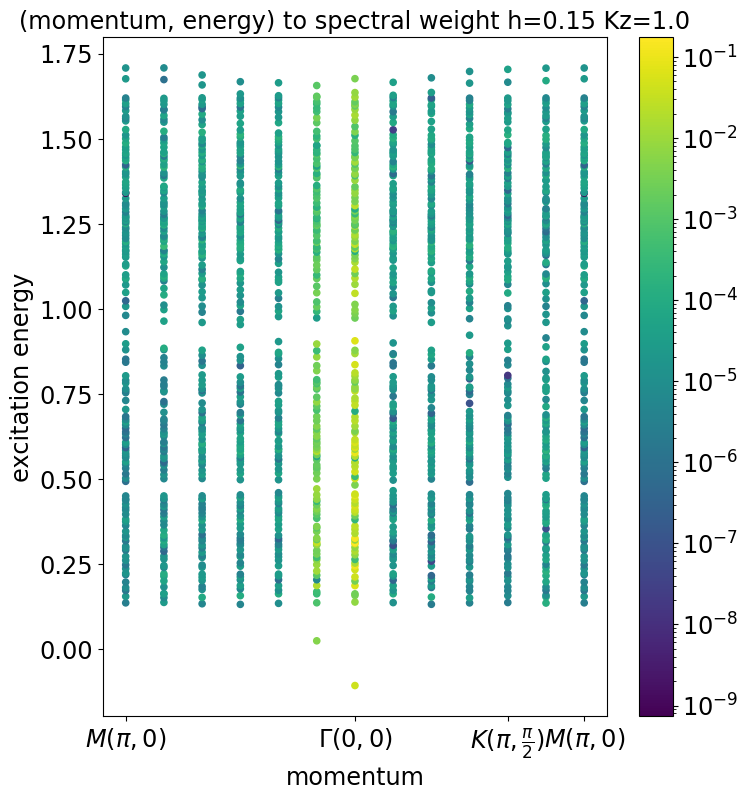 (momentum, energy) to spectral weight h=0.15 Kz=1.0
excitation energy
1.75
1.50
1.25
1.00
0.75
0.50
0.25
0.00
M(π, 0)
Γ(0, 0)
K(π, π/2)
M(π, 0)
momentum
10⁻¹
10⁻²
10⁻³
10⁻⁴
10⁻⁵
10⁻⁶
10⁻⁷
10⁻⁸
10⁻⁹